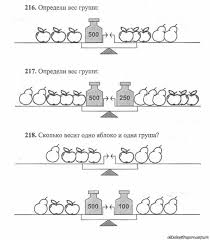 216. Определи вес груши:
500
217. Определи вес груши:
500 250
218. Сколько весит одно яблоко и одна груша?
500 100